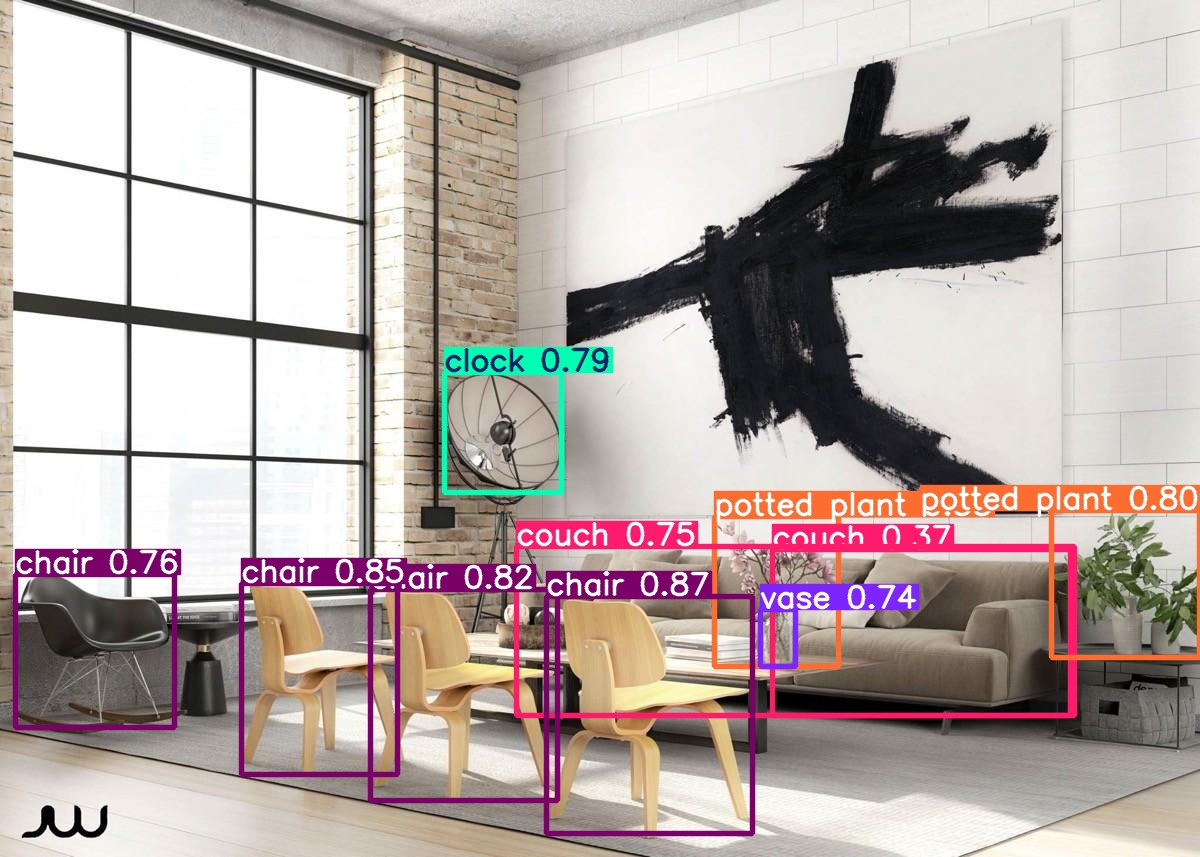 clock 0.79
potted plant
potted plant 0.80
couch 0.75
couch 0.37
chair 0.76
chair 0.85
air 0.82
chair 0.87
vase 0.74